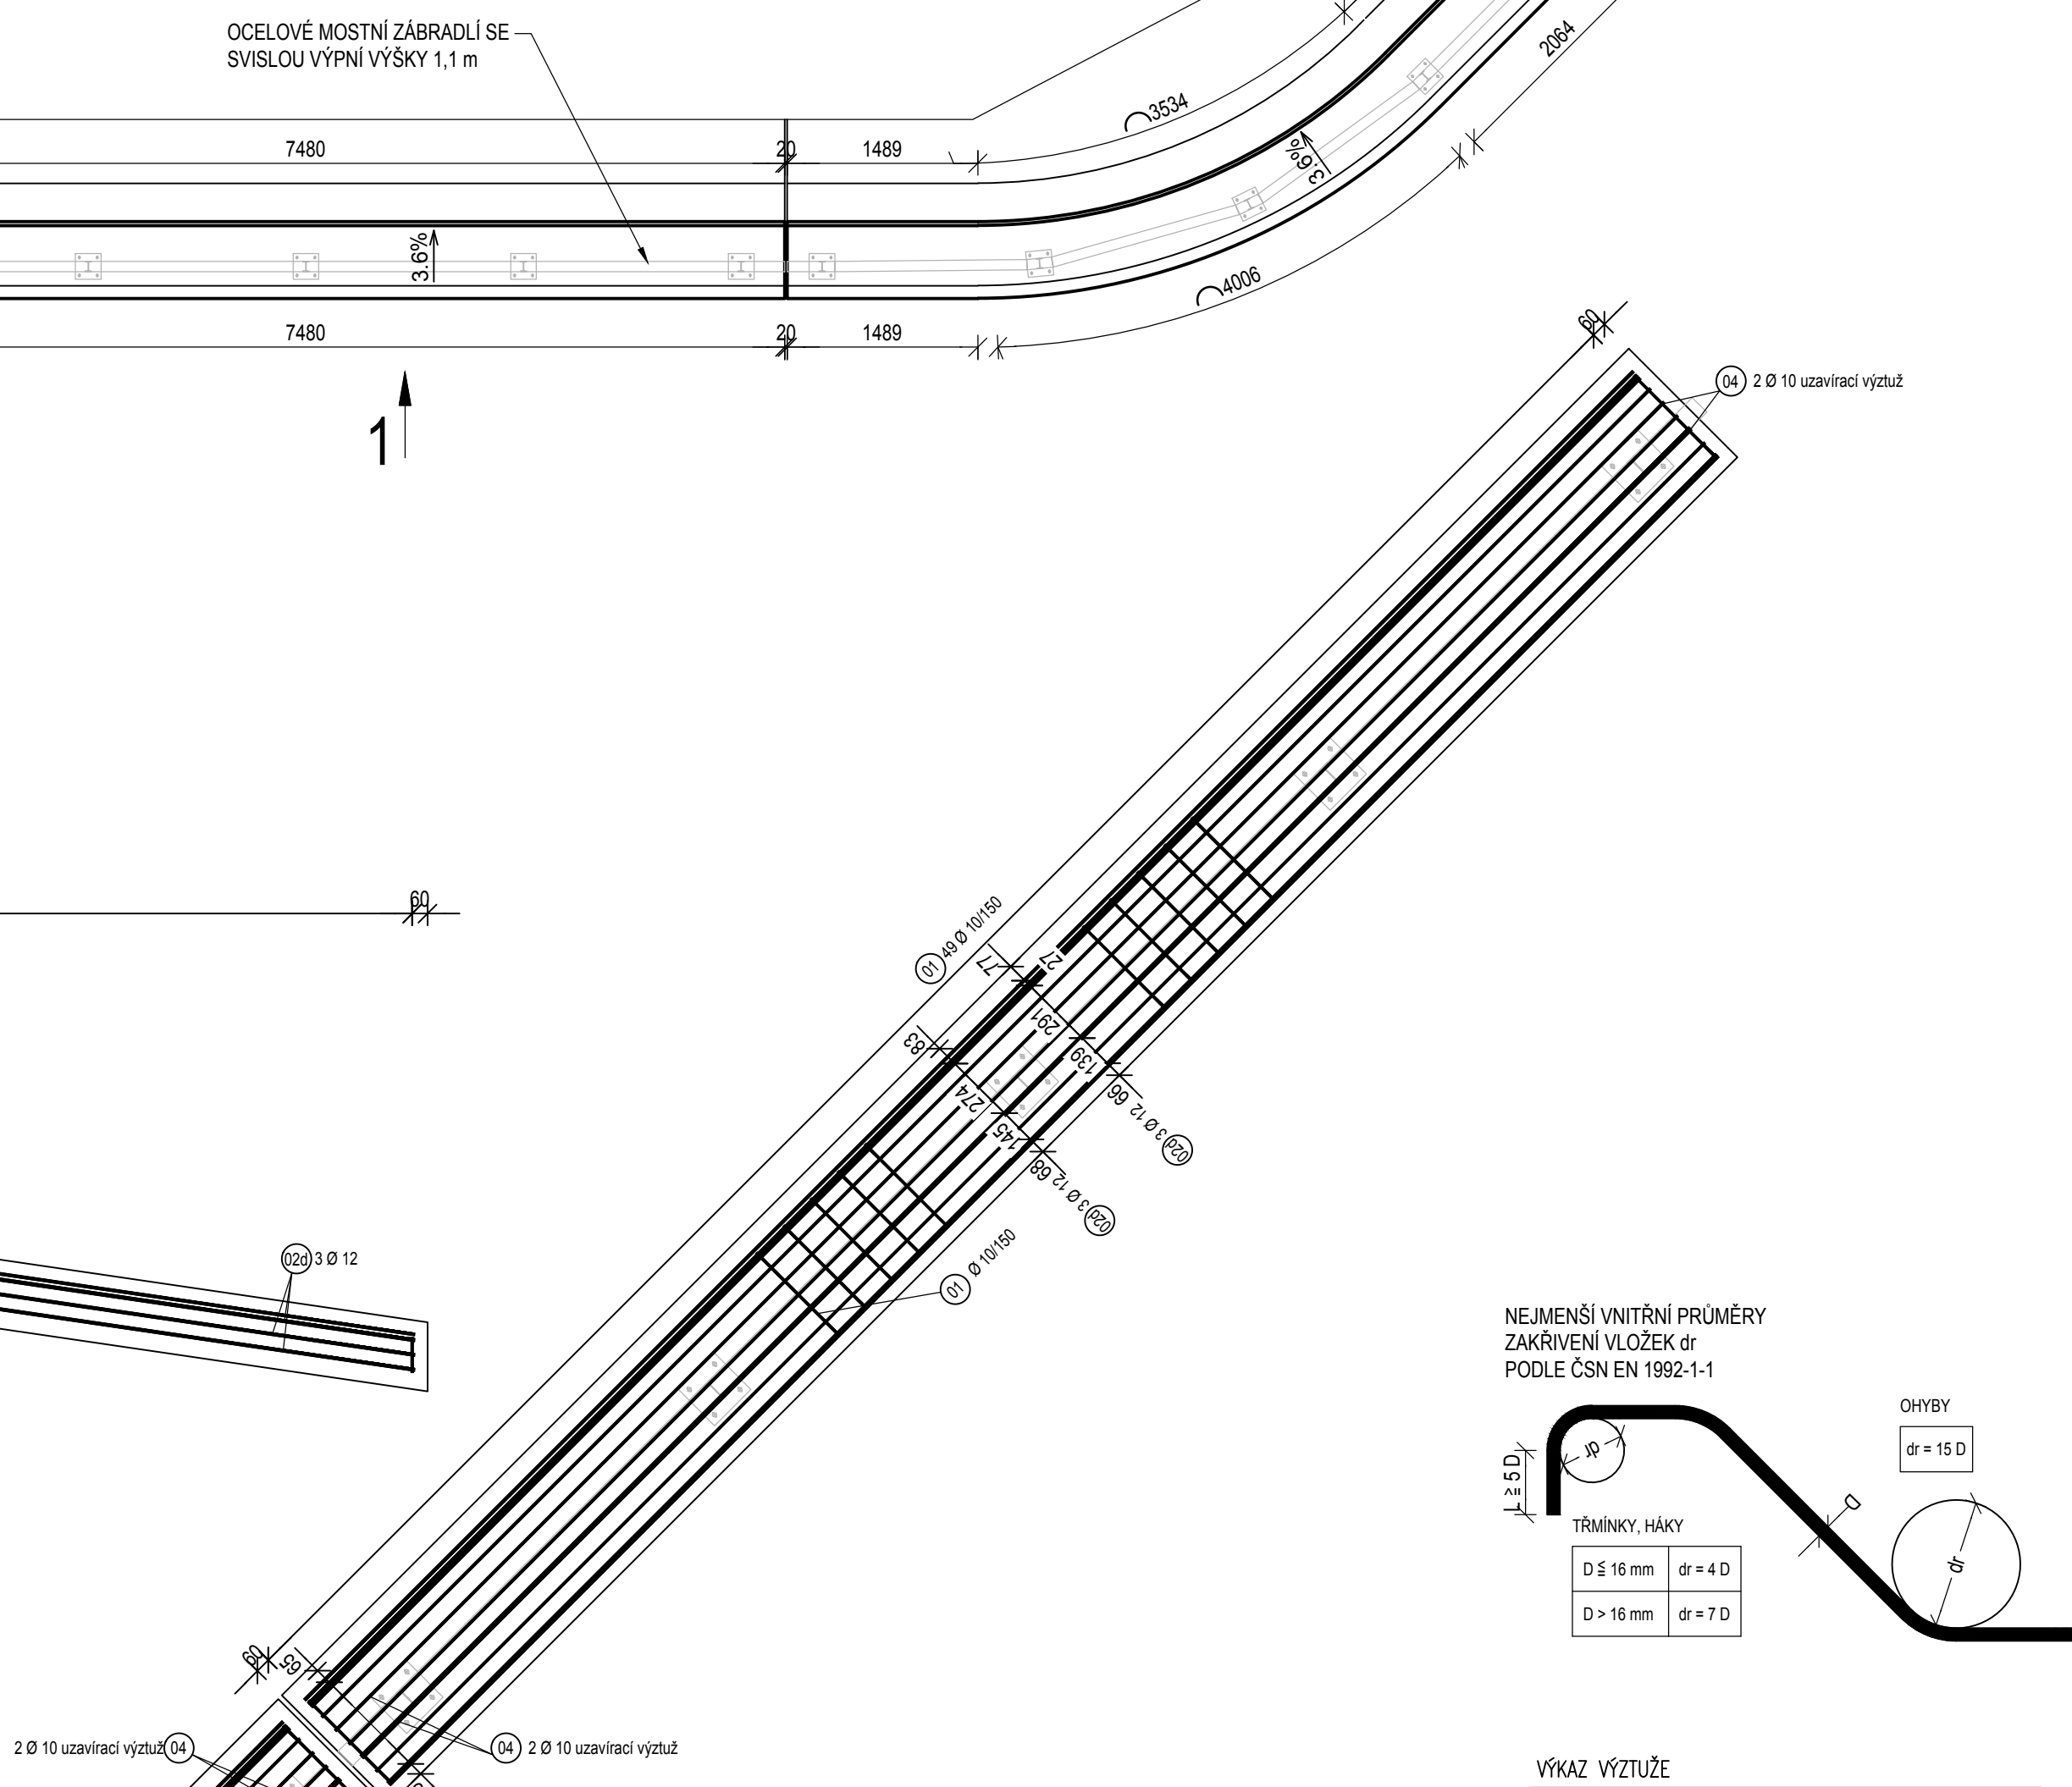 OCELOVÉ MOSTNÍ ZÁBRADLÍ SE
SVISLOU VÝPNÍ VÝŠKY 1,1 m
2064
3534
7480
20
1489
3.6%
3.6%
4006
7480
20
1489
1
60
04 2 Ø 10 uzavírací výztuž
60
01 49 Ø 10/150
77
27
83
291
139
66
3 Ø 12
02d
274
145
68
3 Ø 12
02d
01 Ø 10/150
02d 3 Ø 12
NEJMENŠÍ VNITŘNÍ PRŮMĚRY
ZAKŘIVENÍ VLOŽEK dr
PODLE ČSN EN 1992-1-1
OHYBY
dr = 15 D
dr
L ≧ 5 D
D
TŘMÍNKY, HÁKY
D ≦ 16 mm dr = 4 D
D > 16 mm dr = 7 D
dr
60
65
2 Ø 10 uzavírací výztuž 04
04 2 Ø 10 uzavírací výztuž
VÝKAZ VÝZTUŽE